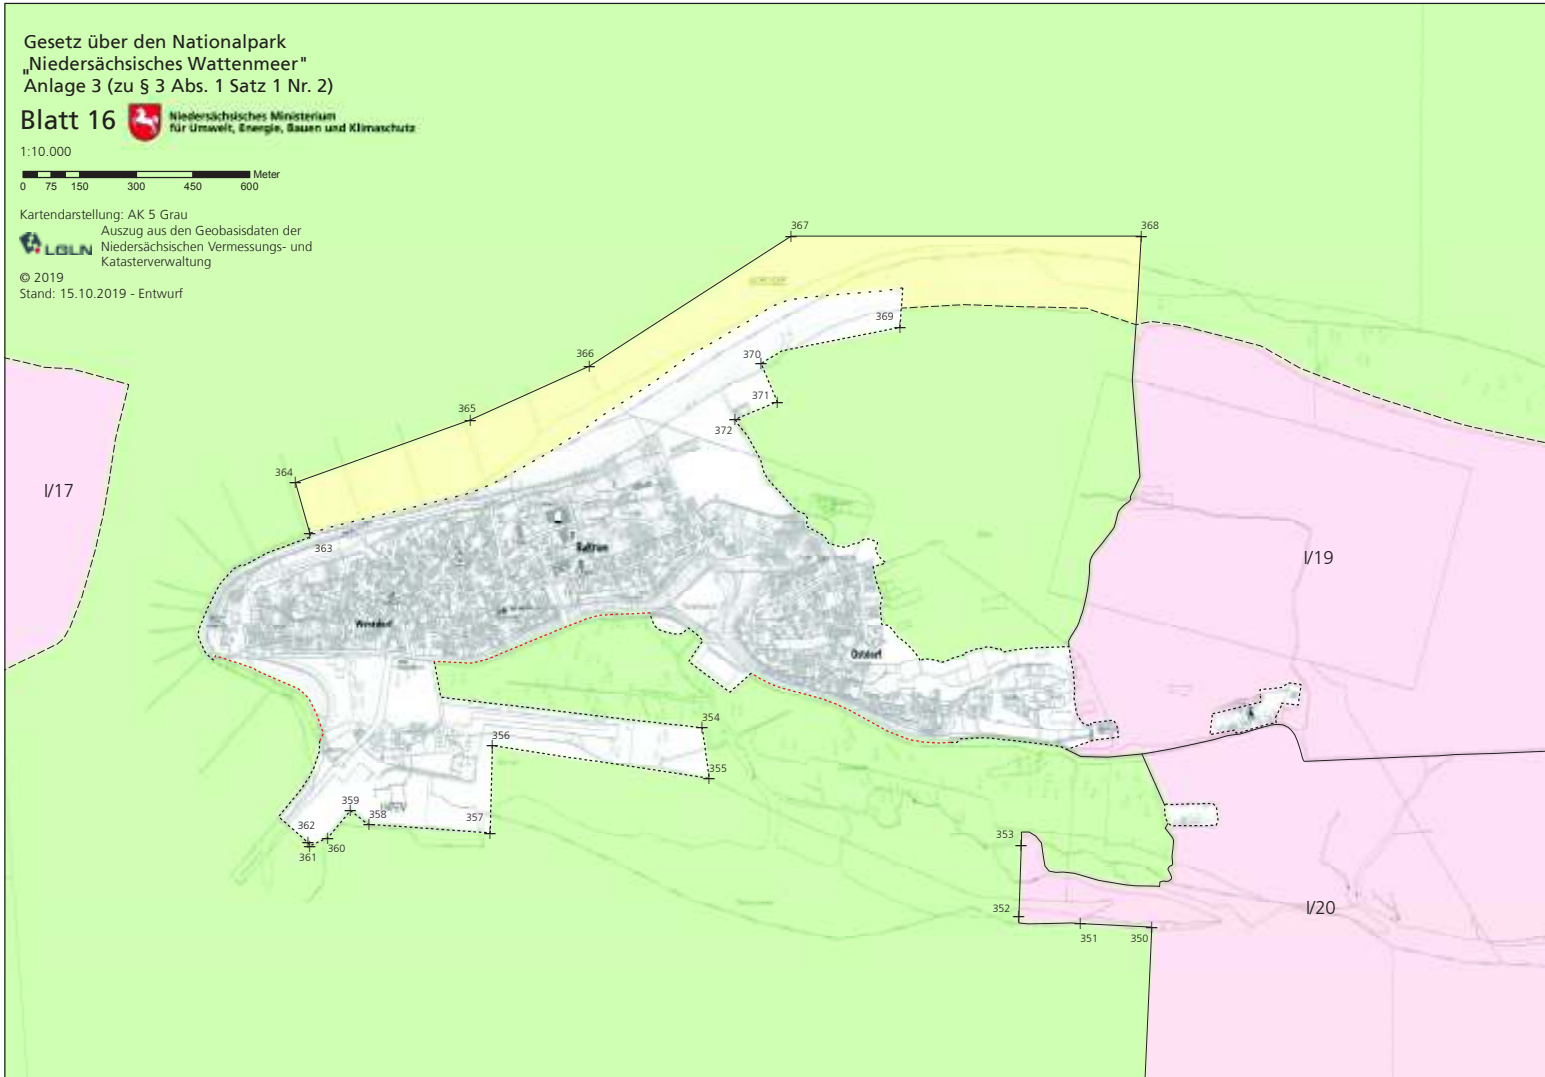 Gesetz über den Nationalpark
„Niedersächsisches Wattenmeer"
Anlage 3 (zu § 3 Abs. 1 Satz 1 Nr. 2)
Blatt 16
Niedersächsisches Ministerium
für Umwelt, Energie, Bauen und Klimaschutz
1:10.000
Meter
0 75 150 300 450 600
Kartendarstellung: AK 5 Grau
LGLN
Auszug aus den Geobasisdaten der
Niedersächsischen Vermessungs- und
Katasterverwaltung
© 2019
Stand: 15.10.2019 - Entwurf
367
368
369
366
370
371
365
372
364
I/17
363
Baltrum
I/19
Westdorf
Ostdorf
354
356
355
359
358
357
362
361
360
353
352
351
350
I/20